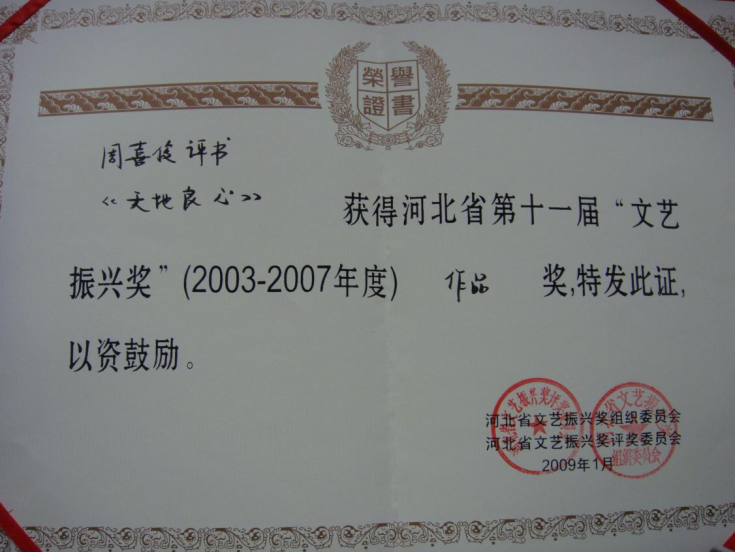 榮譽
證書
周喜俊评书
《天地良心》
获得河北省第十一届“文艺
振兴奖”(2003-2007年度) 作品 奖,特发此证,
以资鼓励。
河北省文艺振兴奖组织委员会
河北省文艺振兴奖评奖委员会
2009年1月